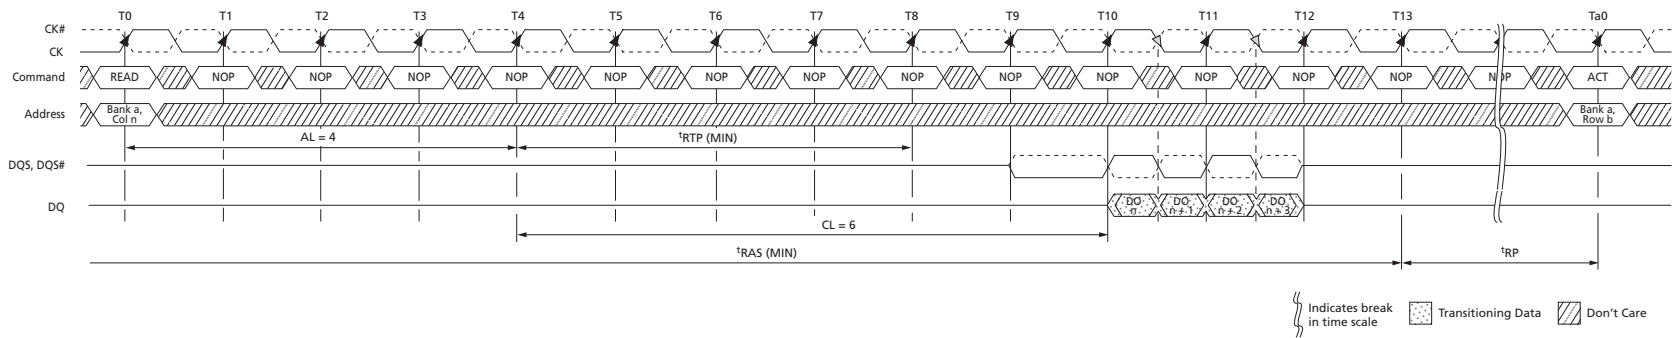 T0 T1 T2 T3 T4 T5 T6 T7 T8 T9 T10 T11 T12 T13 Ta0
CK#
CK
Command READ NOP NOP NOP NOP NOP NOP NOP NOP NOP NOP NOP NOP NOP NOP ACT
Address Bank a, Col n Bank a, Row b
AL = 4 tRTP (MIN)
DQS, DQS#
DQ DO n DO n + 1 DO n + 2 DO n + 3
CL = 6
tRAS (MIN) tRP
Indicates break
in time scale
Transitioning Data
Don't Care